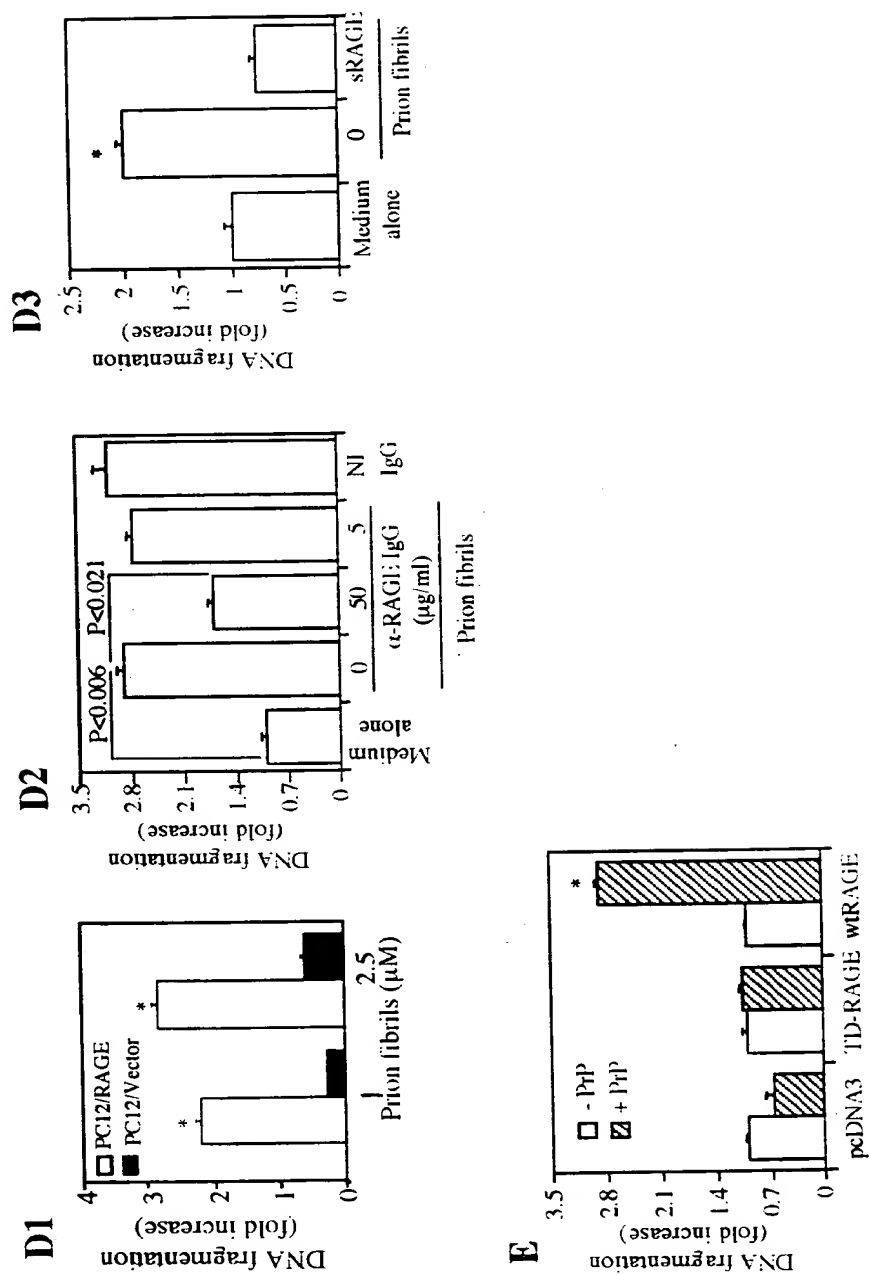 D1
DNA fragmentation
(fold increase)
4
3
2
1
0
PC12/RAGE
PC12/Vector
*
*
1
2.5
Prion fibrils (μM)
D2
DNA fragmentation
(fold increase)
3.5
2.8
2.1
1.4
0.7
0
P<0.006
P<0.021
Medium
alone
0
50
5
NI
IgG
α-RAGE IgG
(μg/ml)
Prion fibrils
D3
DNA fragmentation
(fold increase)
2.5
2
1.5
1
0.5
0
*
Medium
alone
0
sRAGE
Prion fibrils
E
DNA fragmentation
(fold increase)
3.5
2.8
2.1
1.4
0.7
0
- PrP
+ PrP
*
pcDNA3
TD-RAGE
wtRAGE